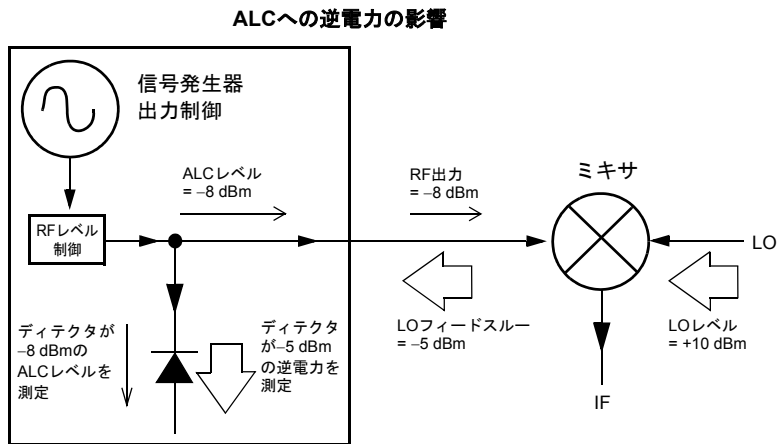 ALCへの逆電力の影響
信号発生器
出力制御
ALCレベル
= –8 dBm
RF出力
= –8 dBm
ミキサ
RFレベル
制御
LO
ディテクタが
–8 dBmの
ALCレベルを
測定
ディテクタ
が–5 dBm
の逆電力を
測定
LOフィードスルー
= –5 dBm
LOレベル
= +10 dBm
IF